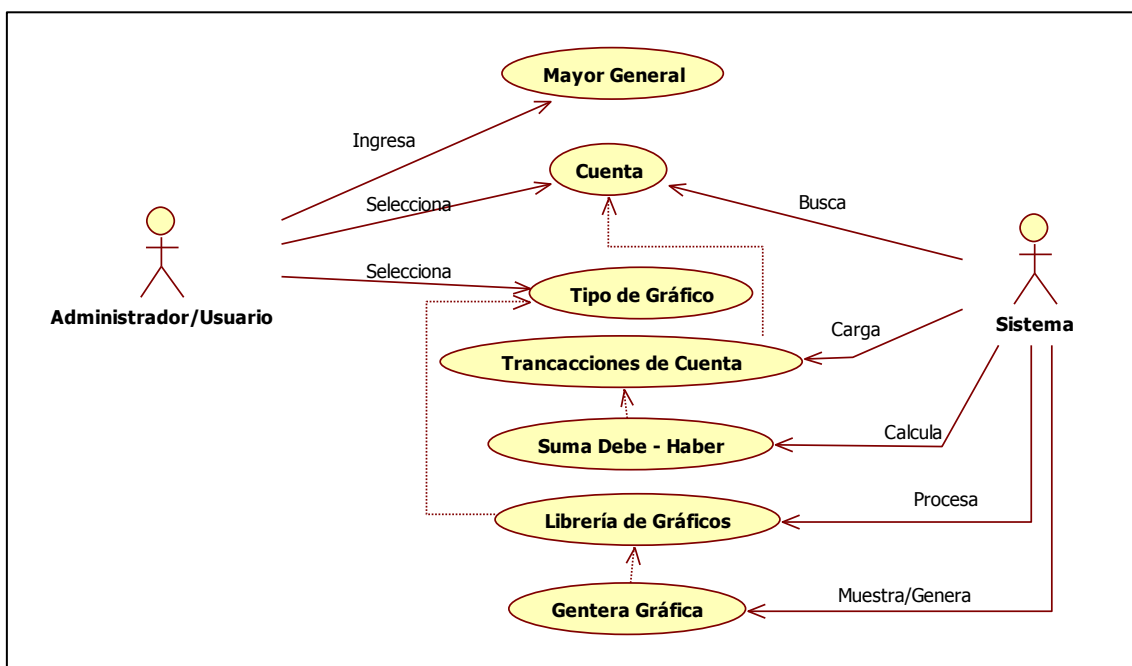 Mayor General
Ingresa
Cuenta
Selecciona
Busca
Selecciona
Tipo de Gráfico
Administrador/Usuario
Sistema
Carga
Trancacciones de Cuenta
Calcula
Suma Debe - Haber
Procesa
Librería de Gráficos
Muestra/Genera
Gentera Gráfica